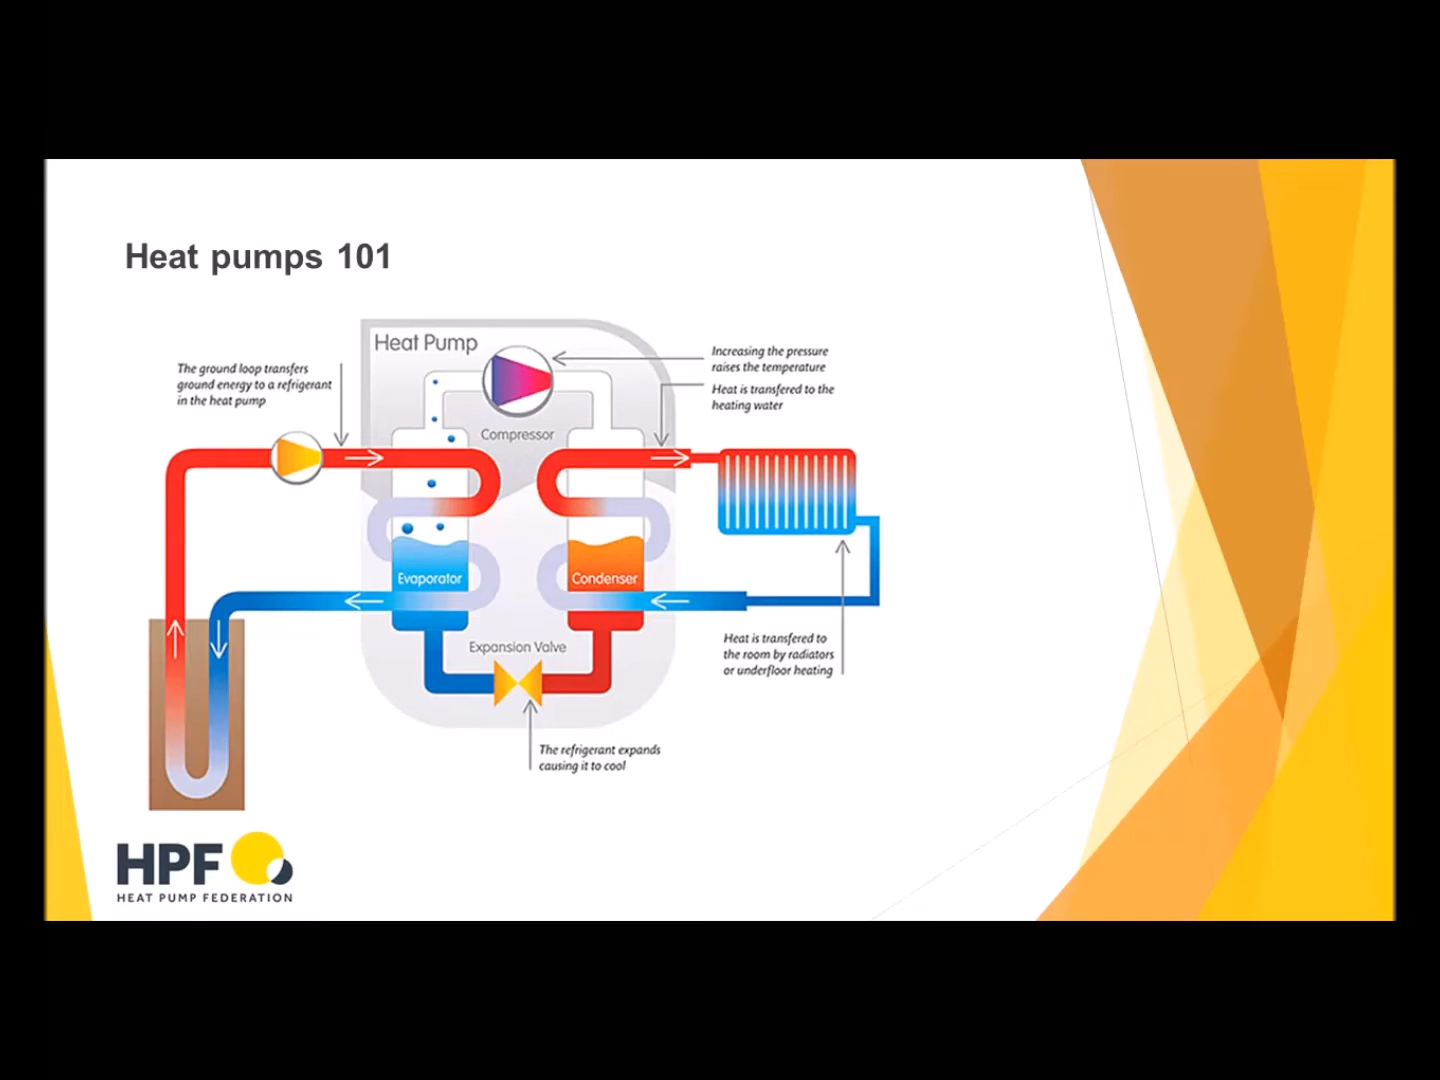 Heat pumps 101
Heat Pump
The ground loop transfers
ground energy to a refrigerant
in the heat pump
Increasing the pressure
raises the temperature
Heat is transfered to the
heating water
Compressor
Evaporator
Condenser
Expansion Valve
Heat is transfered to
the room by radiators
or underfloor heating
The refrigerant expands
causing it to cool
HPF
HEAT PUMP FEDERATION